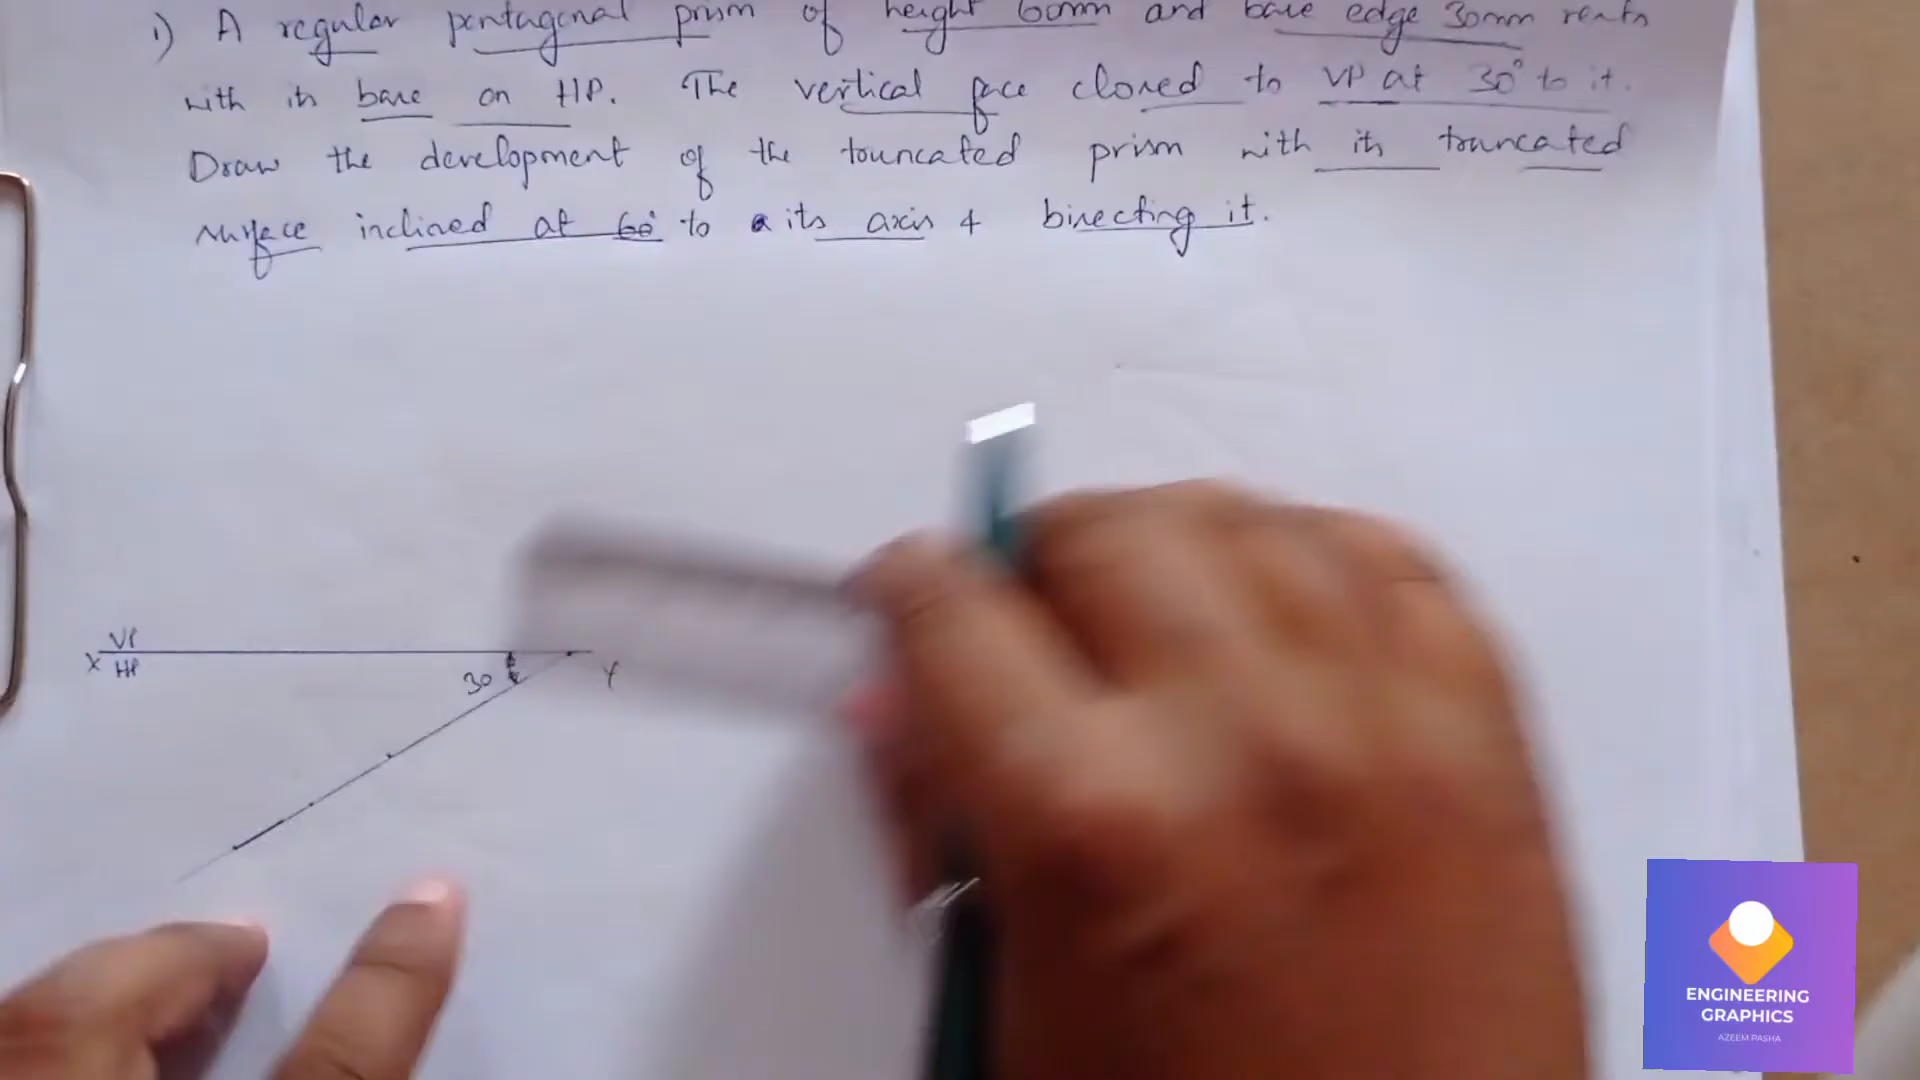 1) A regular pentagonal prism of height 60mm and base edge 30mm rests
with its base on HP. The vertical face closed to VP at 30° to it.
Draw the development of the truncated prism with its truncated
surface inclined at 60° to its axis & bisecting it.
VP
X HP
30
Y
ENGINEERING
GRAPHICS
AZEEM PASHA